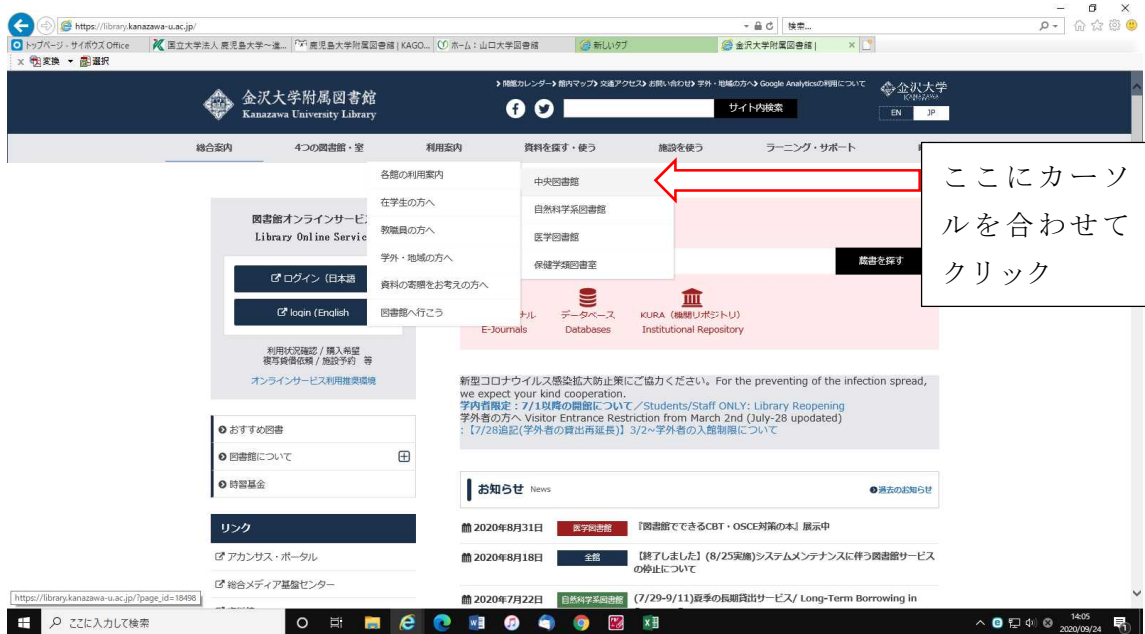 https://library.kanazawa-u.ac.jp/
検索...
トップページ - サイボウズ Office
国立大学法人 鹿児島大学～進...
鹿児島大学附属図書館 | KAGO...
ホーム：山口大学図書館
新しいタブ
金沢大学附属図書館 |
x 変換 ▼ 選択
開館カレンダー
館内マップ
交通アクセス
お問い合わせ
学外・地域の方へ
Google Analyticsの利用について
金沢大学附属図書館
Kanazawa University Library
サイト内検索
金沢大学
EN JP
総合案内
4つの図書館・室
利用案内
資料を探す・使う
施設を使う
ラーニング・サポート
各館の利用案内
在学生の方へ
教職員の方へ
学外・地域の方へ
資料の寄贈をお考えの方へ
図書館へ行こう
中央図書館
自然科学系図書館
医学図書館
保健学類図書室
ここにカーソ
ルを合わせて
クリック
図書館オンラインサービ
Library Online Servic
ログイン（日本語
login (English
利用状況確認 / 購入希望
複写貸借依頼 / 施設予約 等
オンラインサービス利用推奨環境
蔵書を探す
ナル
E-Journals
データベース
Databases
KURA（機関リポジトリ）
Institutional Repository
新型コロナウイルス感染拡大防止策にご協力ください。For the preventing of the infection spread,
we expect your kind cooperation.
学内者限定：7/1以降の開館について／Students/Staff ONLY: Library Reopening
学外者の方へ Visitor Entrance Restriction from March 2nd (July-28 upodated)
:【7/28追記(学外者の貸出再延長)】3/2~学外者の入館制限について
おすすめ図書
図書館について
時習基金
お知らせ News
過去のお知らせ
2020年8月31日 医学図書館 『図書館でできるCBT・OSCE対策の本』展示中
2020年8月18日 全館 【終了しました】(8/25実施)システムメンテナンスに伴う図書館サービス
の停止について
2020年7月22日 自然科学系図書館 (7/29-9/11)夏季の長期貸出サービス/ Long-Term Borrowing in
リンク
アカンサス・ポータル
総合メディア基盤センター
https://library.kanazawa-u.ac.jp/?page_id=18498
ここに入力して検索
14:05
2020/09/24